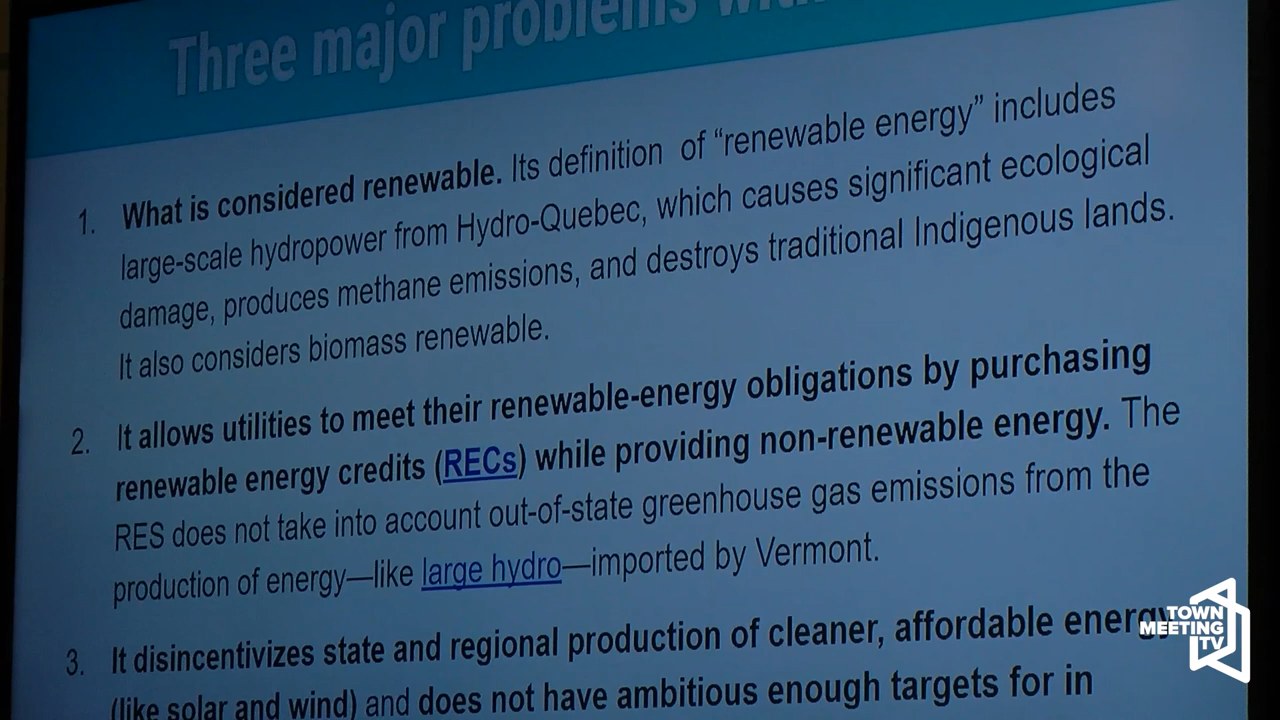 Three major problems with
1. What is considered renewable. Its definition of “renewable energy” includes
large-scale hydropower from Hydro-Quebec, which causes significant ecological
damage, produces methane emissions, and destroys traditional Indigenous lands.
It also considers biomass renewable.
2. It allows utilities to meet their renewable-energy obligations by purchasing
renewable energy credits (RECs) while providing non-renewable energy. The
RES does not take into account out-of-state greenhouse gas emissions from the
production of energy—like large hydro—imported by Vermont.
3. It disincentivizes state and regional production of cleaner, affordable energy
(like solar and wind) and does not have ambitious enough targets for in
TOWN
MEETING
TV